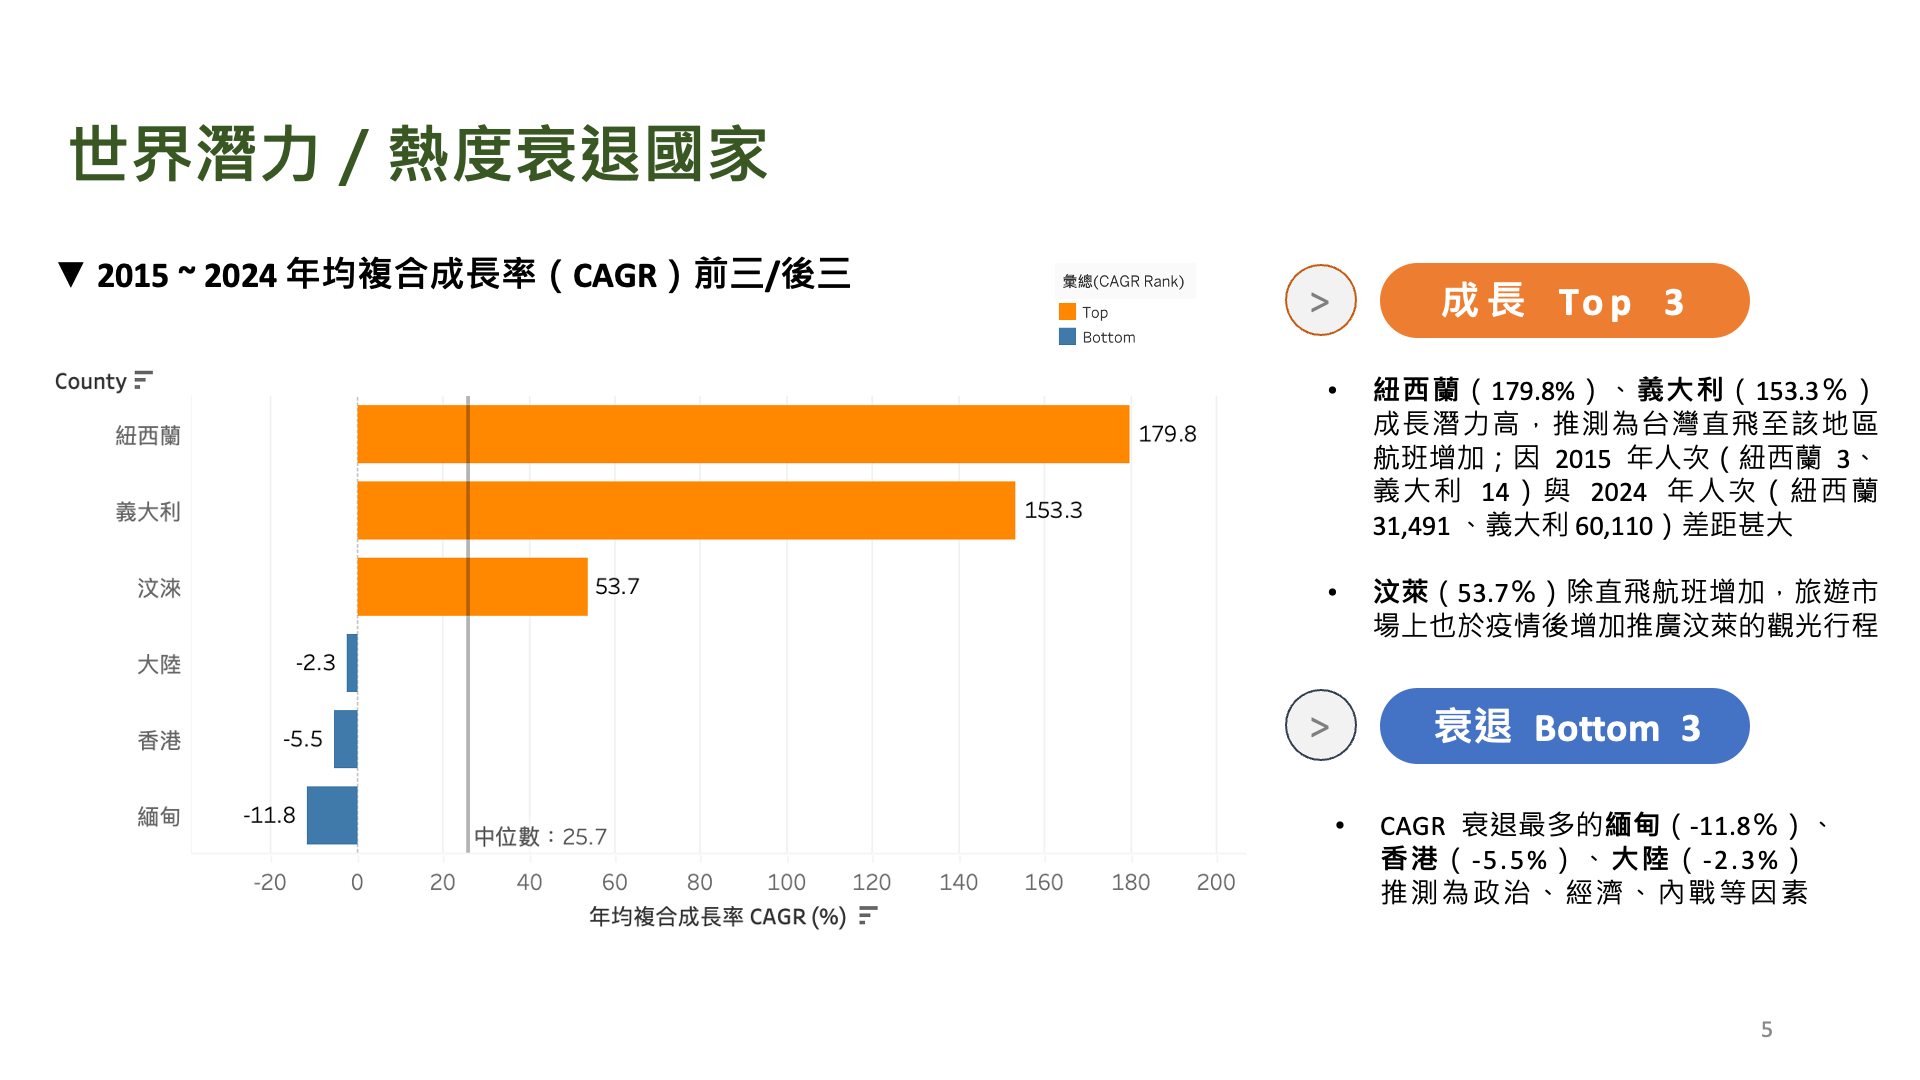 世界潛力 / 熱度衰退國家
▼ 2015 ~ 2024 年均複合成長率（CAGR）前三/後三
彙總(CAGR Rank)
Top
Bottom
County
紐西蘭
179.8
義大利
153.3
汶淶
53.7
大陸
-2.3
香港
-5.5
緬甸
-11.8
中位數：25.7
-20 0 20 40 60 80 100 120 140 160 180 200
年均複合成長率 CAGR (%)
> 成長 Top 3
• 紐西蘭（179.8%）、義大利（153.3%）
成長潛力高，推測為台灣直飛至該地區
航班增加；因 2015 年人次（紐西蘭 3、
義大利 14）與 2024 年人次（紐西蘭
31,491、義大利 60,110）差距甚大
• 汶萊（53.7%）除直飛航班增加，旅遊市
場上也於疫情後增加推廣汶萊的觀光行程
> 衰退 Bottom 3
• CAGR 衰退最多的緬甸（-11.8%）、
香港（-5.5%）、大陸（-2.3%）
推測為政治、經濟、內戰等因素
5